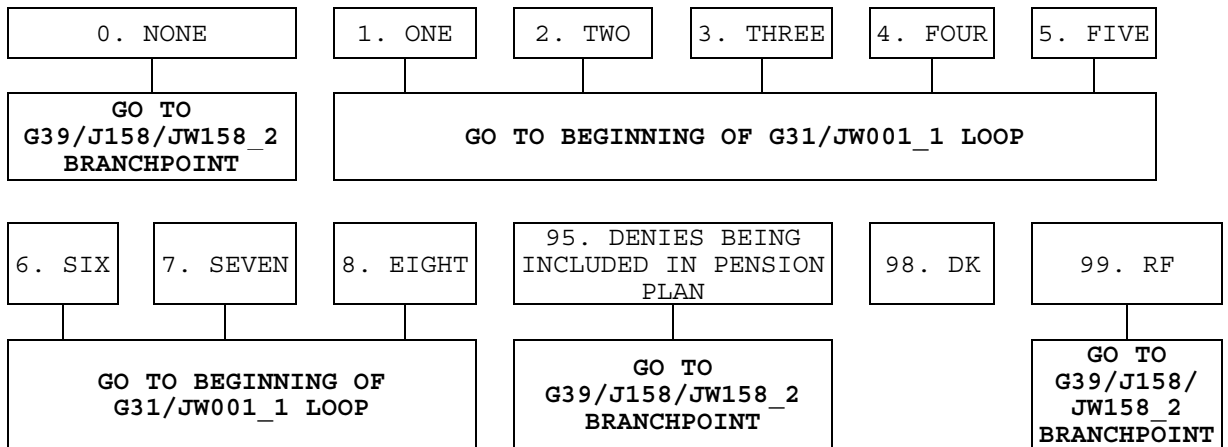 0. NONE
1. ONE
2. TWO
3. THREE
4. FOUR
5. FIVE
GO TO
G39/J158/JW158_2
BRANCHPOINT
GO TO BEGINNING OF G31/JW001_1 LOOP
6. SIX
7. SEVEN
8. EIGHT
95. DENIES BEING
INCLUDED IN PENSION
PLAN
98. DK
99. RF
GO TO BEGINNING OF
G31/JW001_1 LOOP
GO TO
G39/J158/JW158_2
BRANCHPOINT
GO TO
G39/J158/
JW158_2
BRANCHPOINT